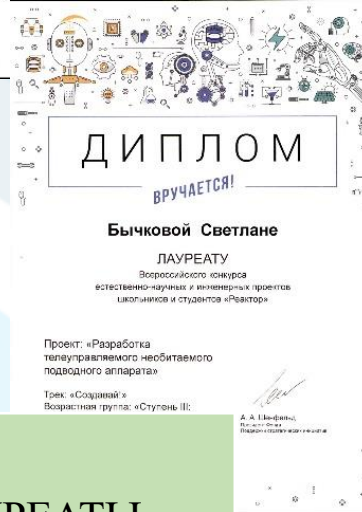 ДИПЛОМ
ВРУЧАЕТСЯ!
Бычковой Светлане
ЛАУРЕАТУ
Всероссийского конкурса
естественно-научных и инженерных проектов
школьников и студентов «Реактор»
Проект: «Разработка
телеуправляемого необитаемого
подводного аппарата»
Трек: «Создавай!»
Возрастная группа: «Ступень III:
А. А. Шенфельд